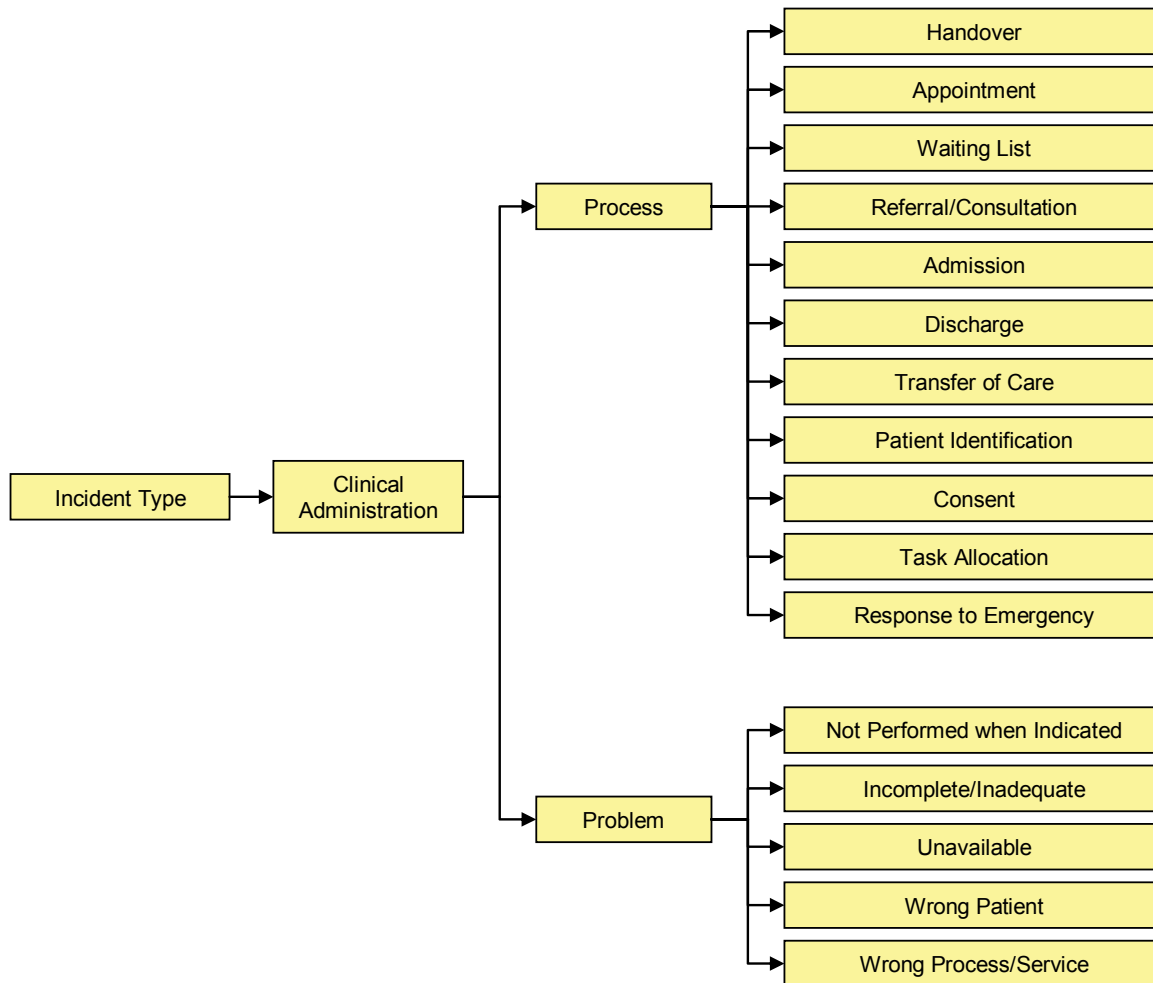 Handover
Appointment
Waiting List
Process
Referral/Consultation
Admission
Discharge
Transfer of Care
Patient Identification
Incident Type
Clinical
Administration
Consent
Task Allocation
Response to Emergency
Not Performed when Indicated
Incomplete/Inadequate
Problem
Unavailable
Wrong Patient
Wrong Process/Service